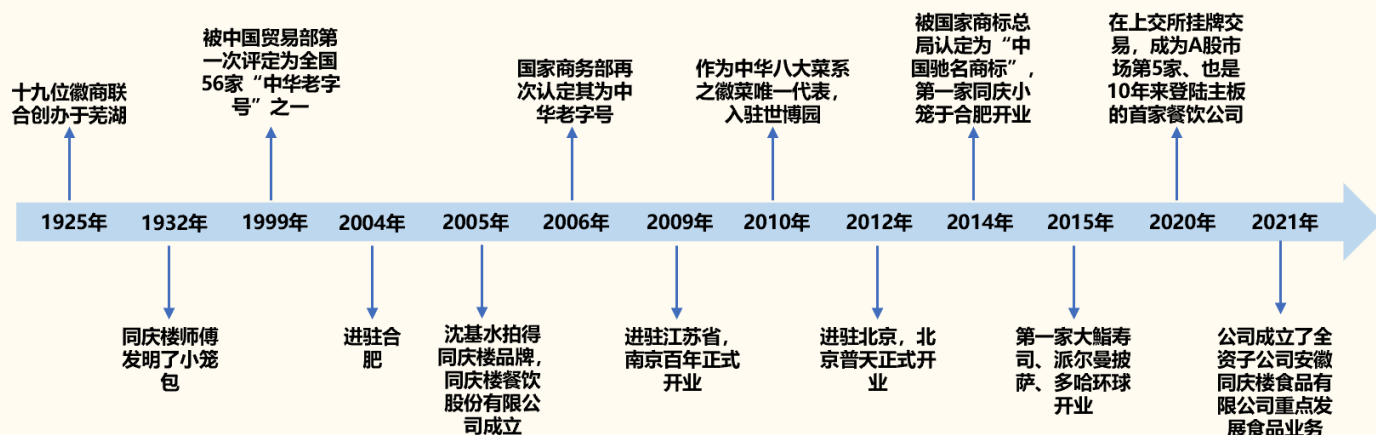 十九位徽商联
合创办于芜湖
被中国贸易部第
一次评定为全国
56家“中华老字
号”之一
国家商务部再
次认定其为中
华老字号
作为中华八大菜系
之徽菜唯一代表，
入驻世博园
被国家商标总
局认定为“中
国驰名商标”，
第一家同庆小
笼于合肥开业
在上交所挂牌交
易，成为A股市
场第5家、也是
10年来登陆主板
的首家餐饮公司
1925年
1932年
1999年
2004年
2005年
2006年
2009年
2010年
2012年
2014年
2015年
2020年
2021年
同庆楼师傅
发明了小笼
包
进驻合
肥
沈基水拍得
同庆楼品牌，
同庆楼餐饮
股份有限公
司成立
进驻江苏省，
南京百年正式
开业
进驻北京，北
京普天正式开
业
第一家大鮨寿
司、派尔曼披
萨、多哈环球
开业
公司成立了全
资子公司安徽
同庆楼食品有
限公司重点发
展食品业务